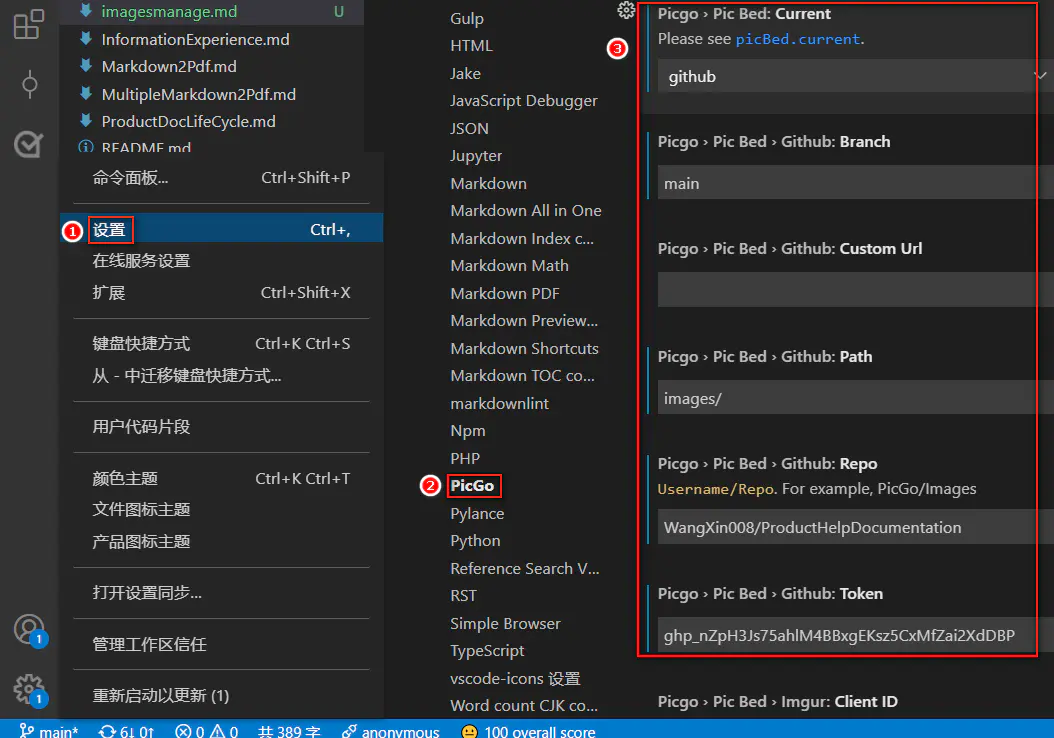 imagesmanage.md U
InformationExperience.md
Markdown2Pdf.md
MultipleMarkdown2Pdf.md
ProductDocLifeCycle.md
README.md
命令面板... Ctrl+Shift+P
1 设置 Ctrl+,
在线服务设置
扩展 Ctrl+Shift+X
键盘快捷方式 Ctrl+K Ctrl+S
从 - 中迁移键盘快捷方式...
用户代码片段
颜色主题 Ctrl+K Ctrl+T
文件图标主题
产品图标主题
打开设置同步...
管理工作区信任
重新启动以更新 (1)
1
1
Gulp
HTML
Jake
JavaScript Debugger
JSON
Jupyter
Markdown
Markdown All in One
Markdown Index c...
Markdown Math
Markdown PDF
Markdown Preview...
Markdown Shortcuts
Markdown TOC co...
markdownlint
Npm
PHP
2 PicGo
Pylance
Python
Reference Search V...
RST
Simple Browser
TypeScript
vscode-icons 设置
Word count CJK co...
3
Picgo › Pic Bed: Current
Please see picBed.current.
github
Picgo › Pic Bed › Github: Branch
main
Picgo › Pic Bed › Github: Custom Url
Picgo › Pic Bed › Github: Path
images/
Picgo › Pic Bed › Github: Repo
Username/Repo. For example, PicGo/Images
WangXin008/ProductHelpDocumentation
Picgo › Pic Bed › Github: Token
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
Picgo › Pic Bed › Imgur: Client ID
main* 6↓ 0↑ 0 0 共 389 字 anonymous 100 overall score